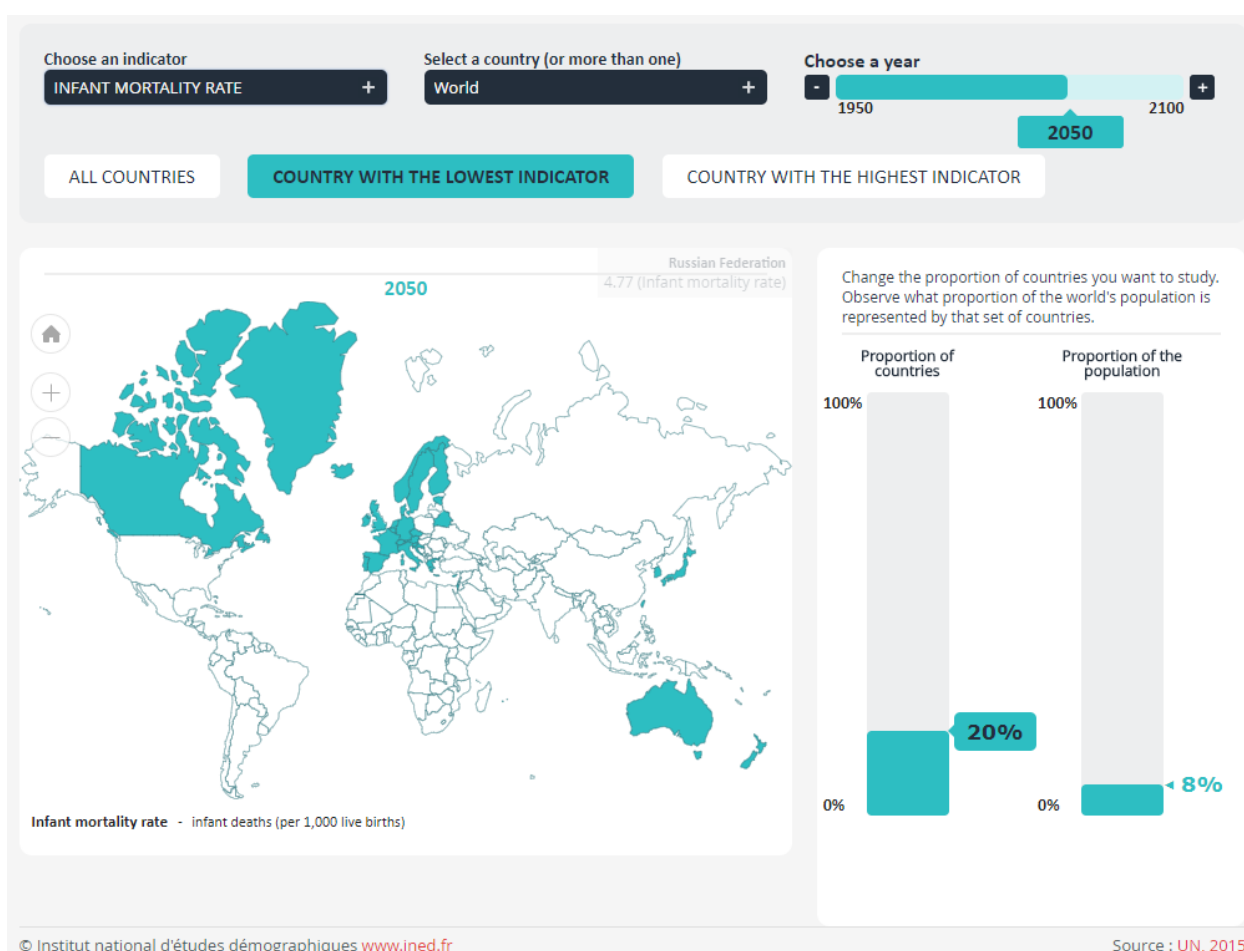 Choose an indicator
INFANT MORTALITY RATE +
Select a country (or more than one)
World +
Choose a year
- +
1950 2100
2050
ALL COUNTRIES
COUNTRY WITH THE LOWEST INDICATOR
COUNTRY WITH THE HIGHEST INDICATOR
Russian Federation
4.77 (Infant mortality rate)
2050
Infant mortality rate - infant deaths (per 1,000 live births)
Change the proportion of countries you want to study.
Observe what proportion of the world's population is
represented by that set of countries.
Proportion of
countries
100%
20%
0%
Proportion of the
population
100%
8%
0%
© Institut national d'études démographiques www.ined.fr
Source : UN, 2015